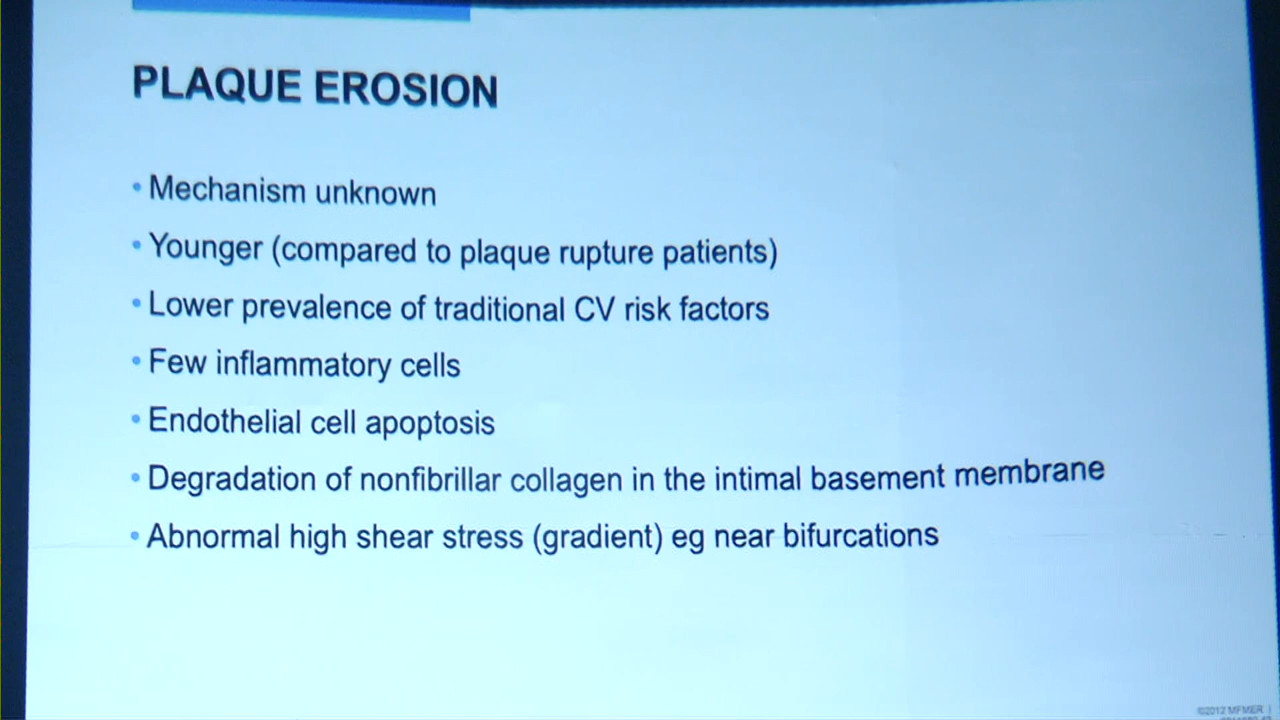 PLAQUE EROSION
• Mechanism unknown
• Younger (compared to plaque rupture patients)
• Lower prevalence of traditional CV risk factors
• Few inflammatory cells
• Endothelial cell apoptosis
• Degradation of nonfibrillar collagen in the intimal basement membrane
• Abnormal high shear stress (gradient) eg near bifurcations
©2012 MFMER |